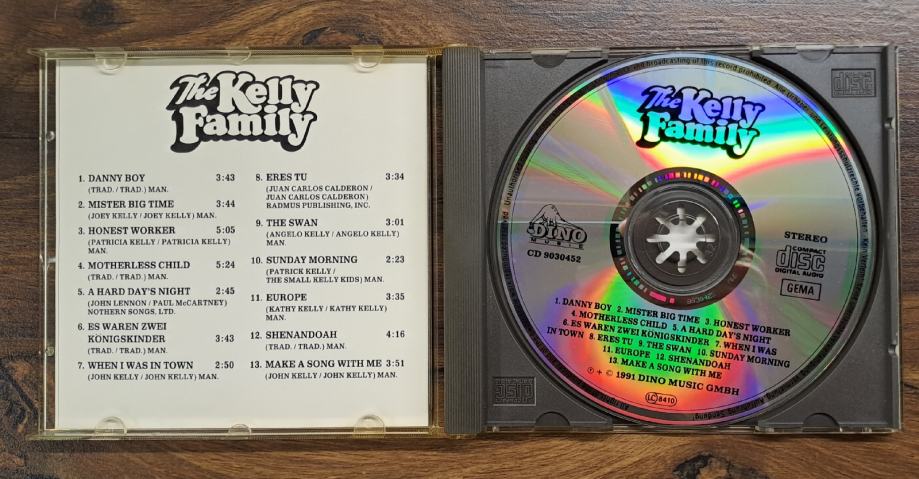 The Kelly
Family
1. DANNY BOY 3:43
(TRAD. / TRAD.) MAN.
2. MISTER BIG TIME 3:44
(JOEY KELLY / JOEY KELLY) MAN.
3. HONEST WORKER 5:05
(PATRICIA KELLY / PATRICIA KELLY)
MAN.
4. MOTHERLESS CHILD 5:24
(TRAD. / TRAD.) MAN.
5. A HARD DAY'S NIGHT 2:45
(JOHN LENNON / PAUL McCARTNEY)
NOTHERN SONGS, LTD.
6. ES WAREN ZWEI
KÖNIGSKINDER 3:43
(TRAD. / TRAD.) MAN.
7. WHEN I WAS IN TOWN 2:50
(JOHN KELLY / JOHN KELLY) MAN.
8. ERES TU 3:34
(JUAN CARLOS CALDERON /
JUAN CARLOS CALDERON)
RADMUS PUBLISHING, INC.
9. THE SWAN 3:01
(ANGELO KELLY / ANGELO KELLY)
MAN.
10. SUNDAY MORNING 2:23
(PATRICK KELLY /
THE SMALL KELLY KIDS) MAN.
11. EUROPE 3:35
(KATHY KELLY / KATHY KELLY)
MAN.
12. SHENANDOAH 4:16
(TRAD. / TRAD.) MAN.
13. MAKE A SONG WITH ME 3:51
(JOHN KELLY / JOHN KELLY) MAN.
and broadcasting of this record prohibited.
The Kelly
Family
DINO
MUSIC
CD 9030452
STEREO
COMPACT
disc
DIGITAL AUDIO
GEMA
1. DANNY BOY 2. MISTER BIG TIME 3. HONEST WORKER
4. MOTHERLESS CHILD 5. A HARD DAY'S NIGHT
6. ES WAREN ZWEI KÖNIGSKINDER 7. WHEN I WAS
IN TOWN 8. ERES TU 9. THE SWAN 10. SUNDAY MORNING
11. EUROPE 12. SHENANDOAH
13. MAKE A SONG WITH ME
℗ + © 1991 DINO MUSIC GMBH
LC 8410
disc
disc